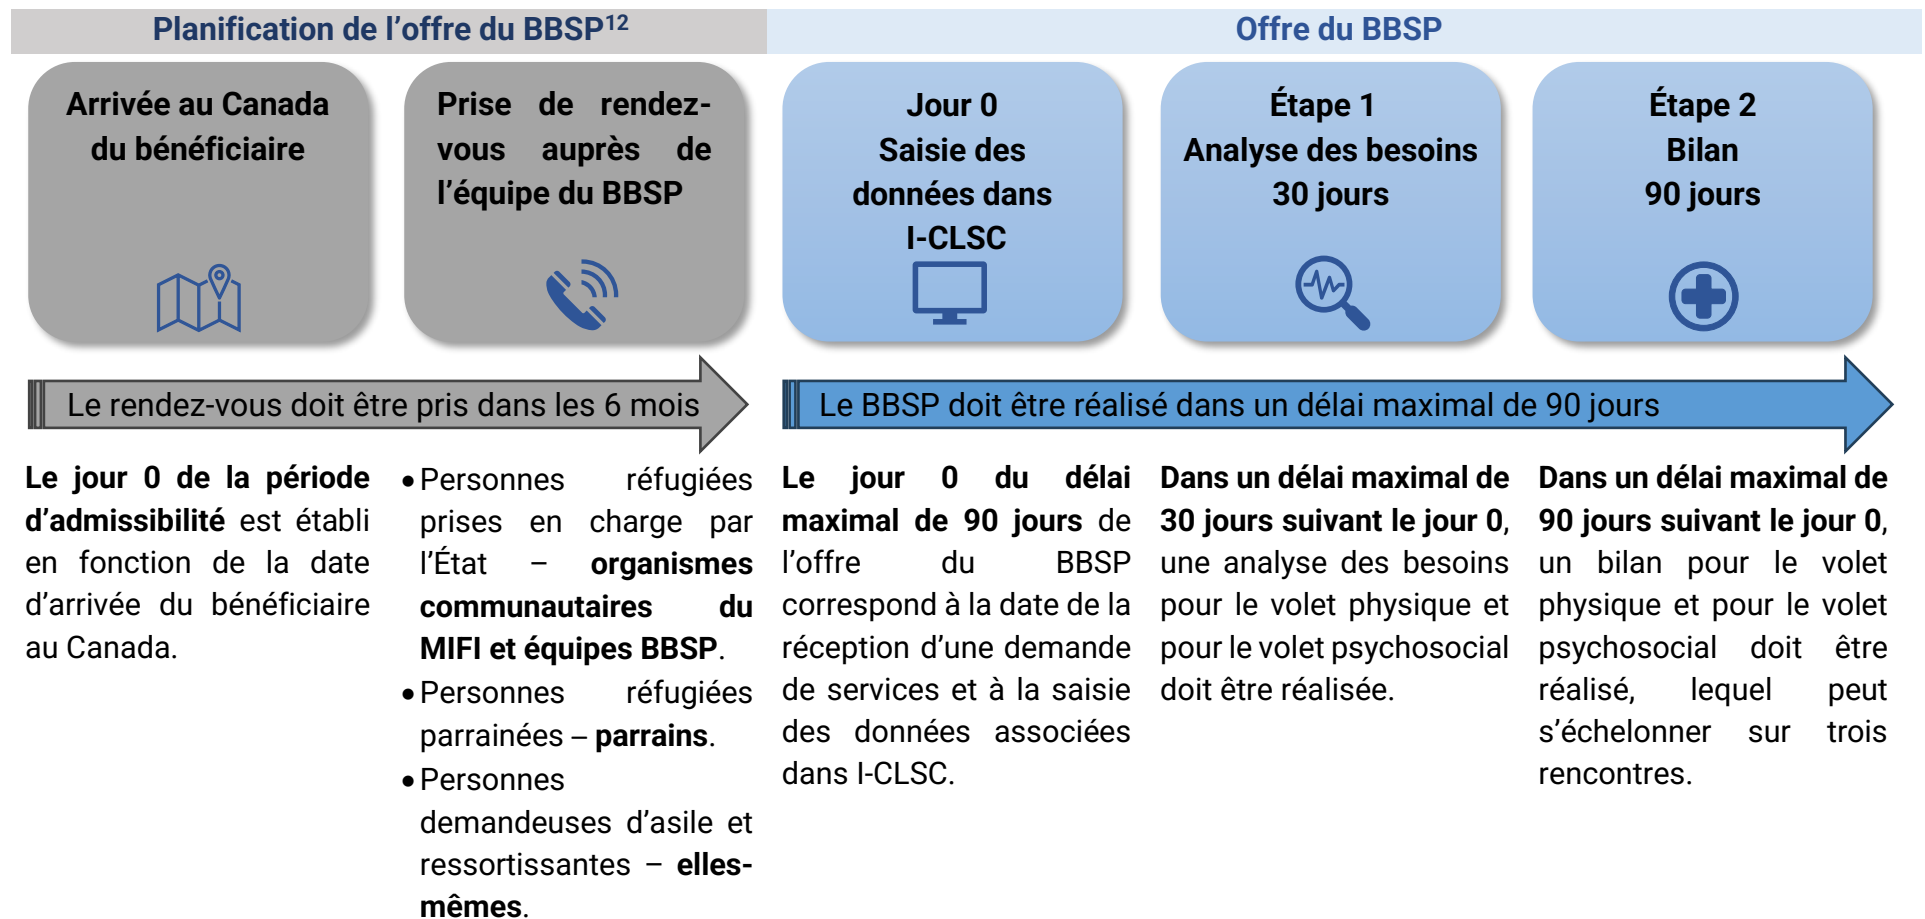 Planification de l’offre du BBSP¹²
Offre du BBSP
Arrivée au Canada
du bénéficiaire
Prise de rendez-
vous auprès de
l’équipe du BBSP
Jour 0
Saisie des
données dans
I-CLSC
Étape 1
Analyse des besoins
30 jours
Étape 2
Bilan
90 jours
Le rendez-vous doit être pris dans les 6 mois
Le BBSP doit être réalisé dans un délai maximal de 90 jours
Le jour 0 de la période
d’admissibilité est établi
en fonction de la date
d’arrivée du bénéficiaire
au Canada.
• Personnes réfugiées
prises en charge par
l’État – organismes
communautaires du
MIFI et équipes BBSP.
• Personnes réfugiées
parrainées – parrains.
• Personnes
demandeuses d’asile et
ressortissantes – elles-
mêmes.
Le jour 0 du délai
maximal de 90 jours de
l’offre du BBSP
correspond à la date de la
réception d’une demande
de services et à la saisie
des données associées
dans I-CLSC.
Dans un délai maximal de
30 jours suivant le jour 0,
une analyse des besoins
pour le volet physique et
pour le volet psychosocial
doit être réalisée.
Dans un délai maximal de
90 jours suivant le jour 0,
un bilan pour le volet
physique et pour le volet
psychosocial doit être
réalisé, lequel peut
s’échelonner sur trois
rencontres.